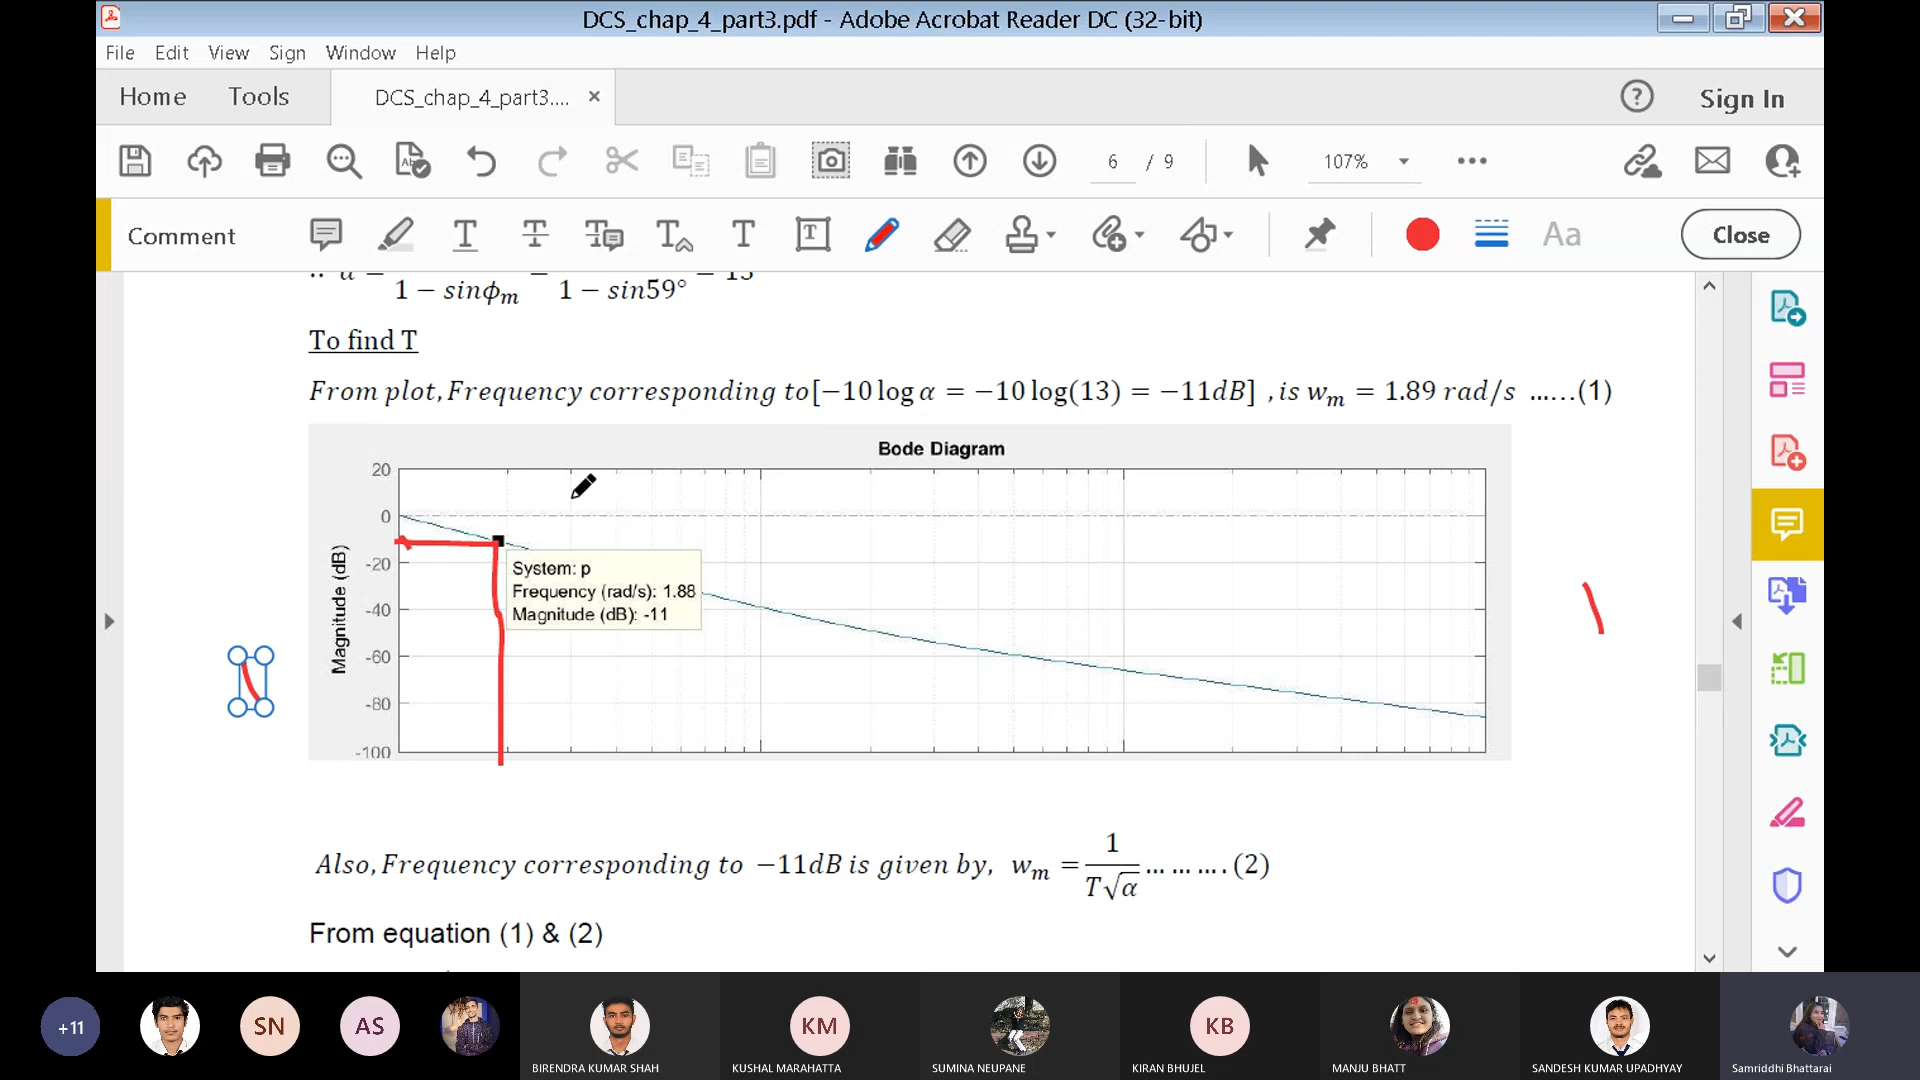 DCS_chap_4_part3.pdf - Adobe Acrobat Reader DC (32-bit)
File Edit View Sign Window Help
Home Tools DCS_chap_4_part3.... × Sign In
6 / 9 107%
Comment Aa Close
1 − sinϕm 1 − sin59°
To find T
From plot, Frequency corresponding to[−10 log α = −10 log(13) = −11dB] , is wm = 1.89 rad/s ......(1)
Bode Diagram
20
0
-20
-40
-60
-80
-100
Magnitude (dB)
System: p
Frequency (rad/s): 1.88
Magnitude (dB): -11
Also, Frequency corresponding to −11dB is given by, wm = 1/T√α ... ... ... . (2)
From equation (1) & (2)
+11 SN AS KM KB
BIRENDRA KUMAR SHAH KUSHAL MARAHATTA SUMINA NEUPANE KIRAN BHUJEL MANJU BHATT SANDESH KUMAR UPADHYAY Samriddhi Bhattarai